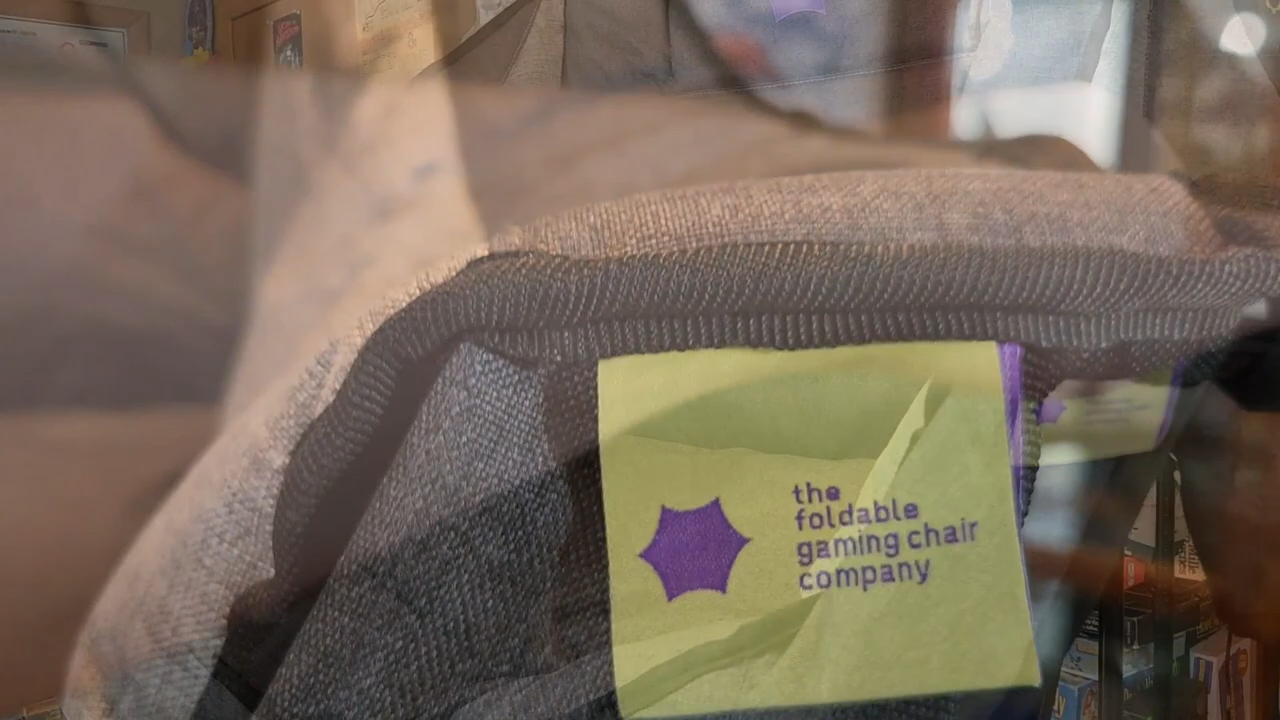 the
foldable
gaming chair
company